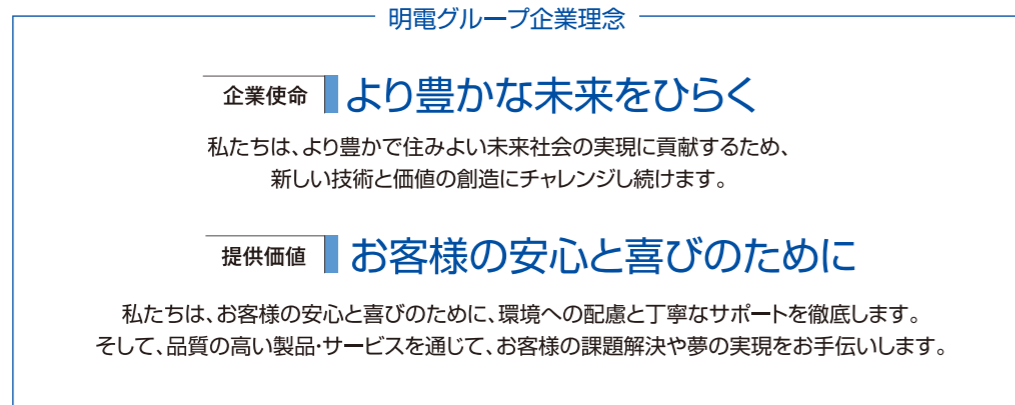 明電グループ企業理念
企業使命 より豊かな未来をひらく
私たちは、より豊かで住みよい未来社会の実現に貢献するため、
新しい技術と価値の創造にチャレンジし続けます。
提供価値 お客様の安心と喜びのために
私たちは、お客様の安心と喜びのために、環境への配慮と丁寧なサポートを徹底します。
そして、品質の高い製品・サービスを通じて、お客様の課題解決や夢の実現をお手伝いします。